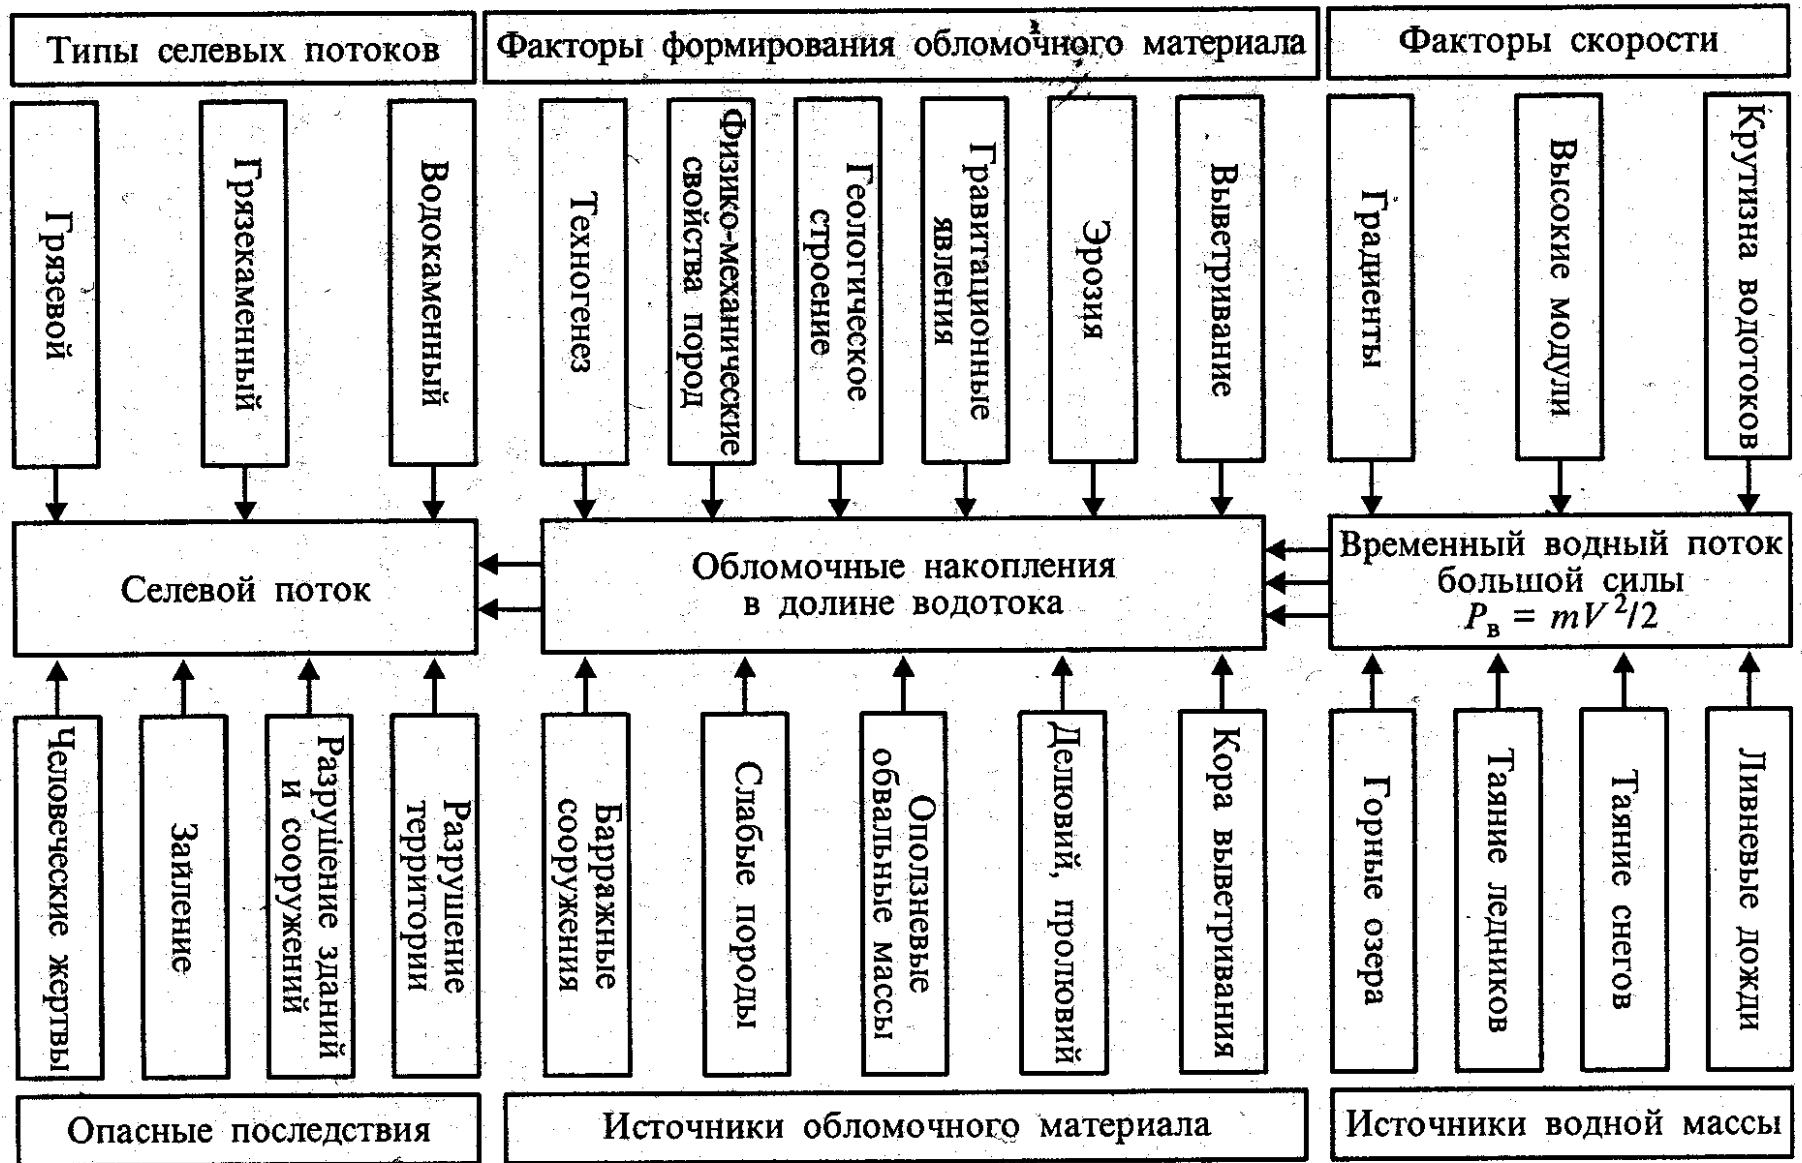 Типы селевых потоков
Факторы формирования обломочного материала
Факторы скорости
Грязевой
Грязекаменный
Водокаменный
Техногенез
Физико-механические
свойства пород
Геологическое
строение
Гравитационные
явления
Эрозия
Выветривание
Градиенты
Высокие модули
Крутизна водотоков
Селевой поток
Обломочные накопления
в долине водотока
Временный водный поток
большой силы
Pв = mV²/2
Человеческие жертвы
Заиление
Разрушение зданий
и сооружений
Разрушение
территории
Барражные
сооружения
Слабые породы
Оползневые
обвальные массы
Делювий, пролювий
Кора выветривания
Горные озера
Таяние ледников
Таяние снегов
Ливневые дожди
Опасные последствия
Источники обломочного материала
Источники водной массы